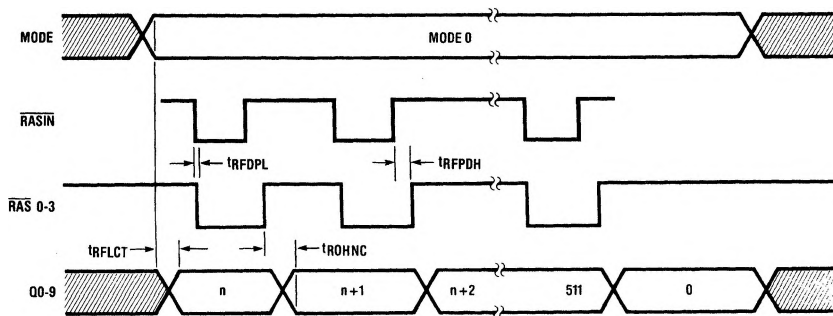 MODE
MODE 0
RASIN
tRFDPL
tRFPDH
RAS 0-3
tRFLCT
tROHNC
Q0-9
n
n+1
n+2
511
0